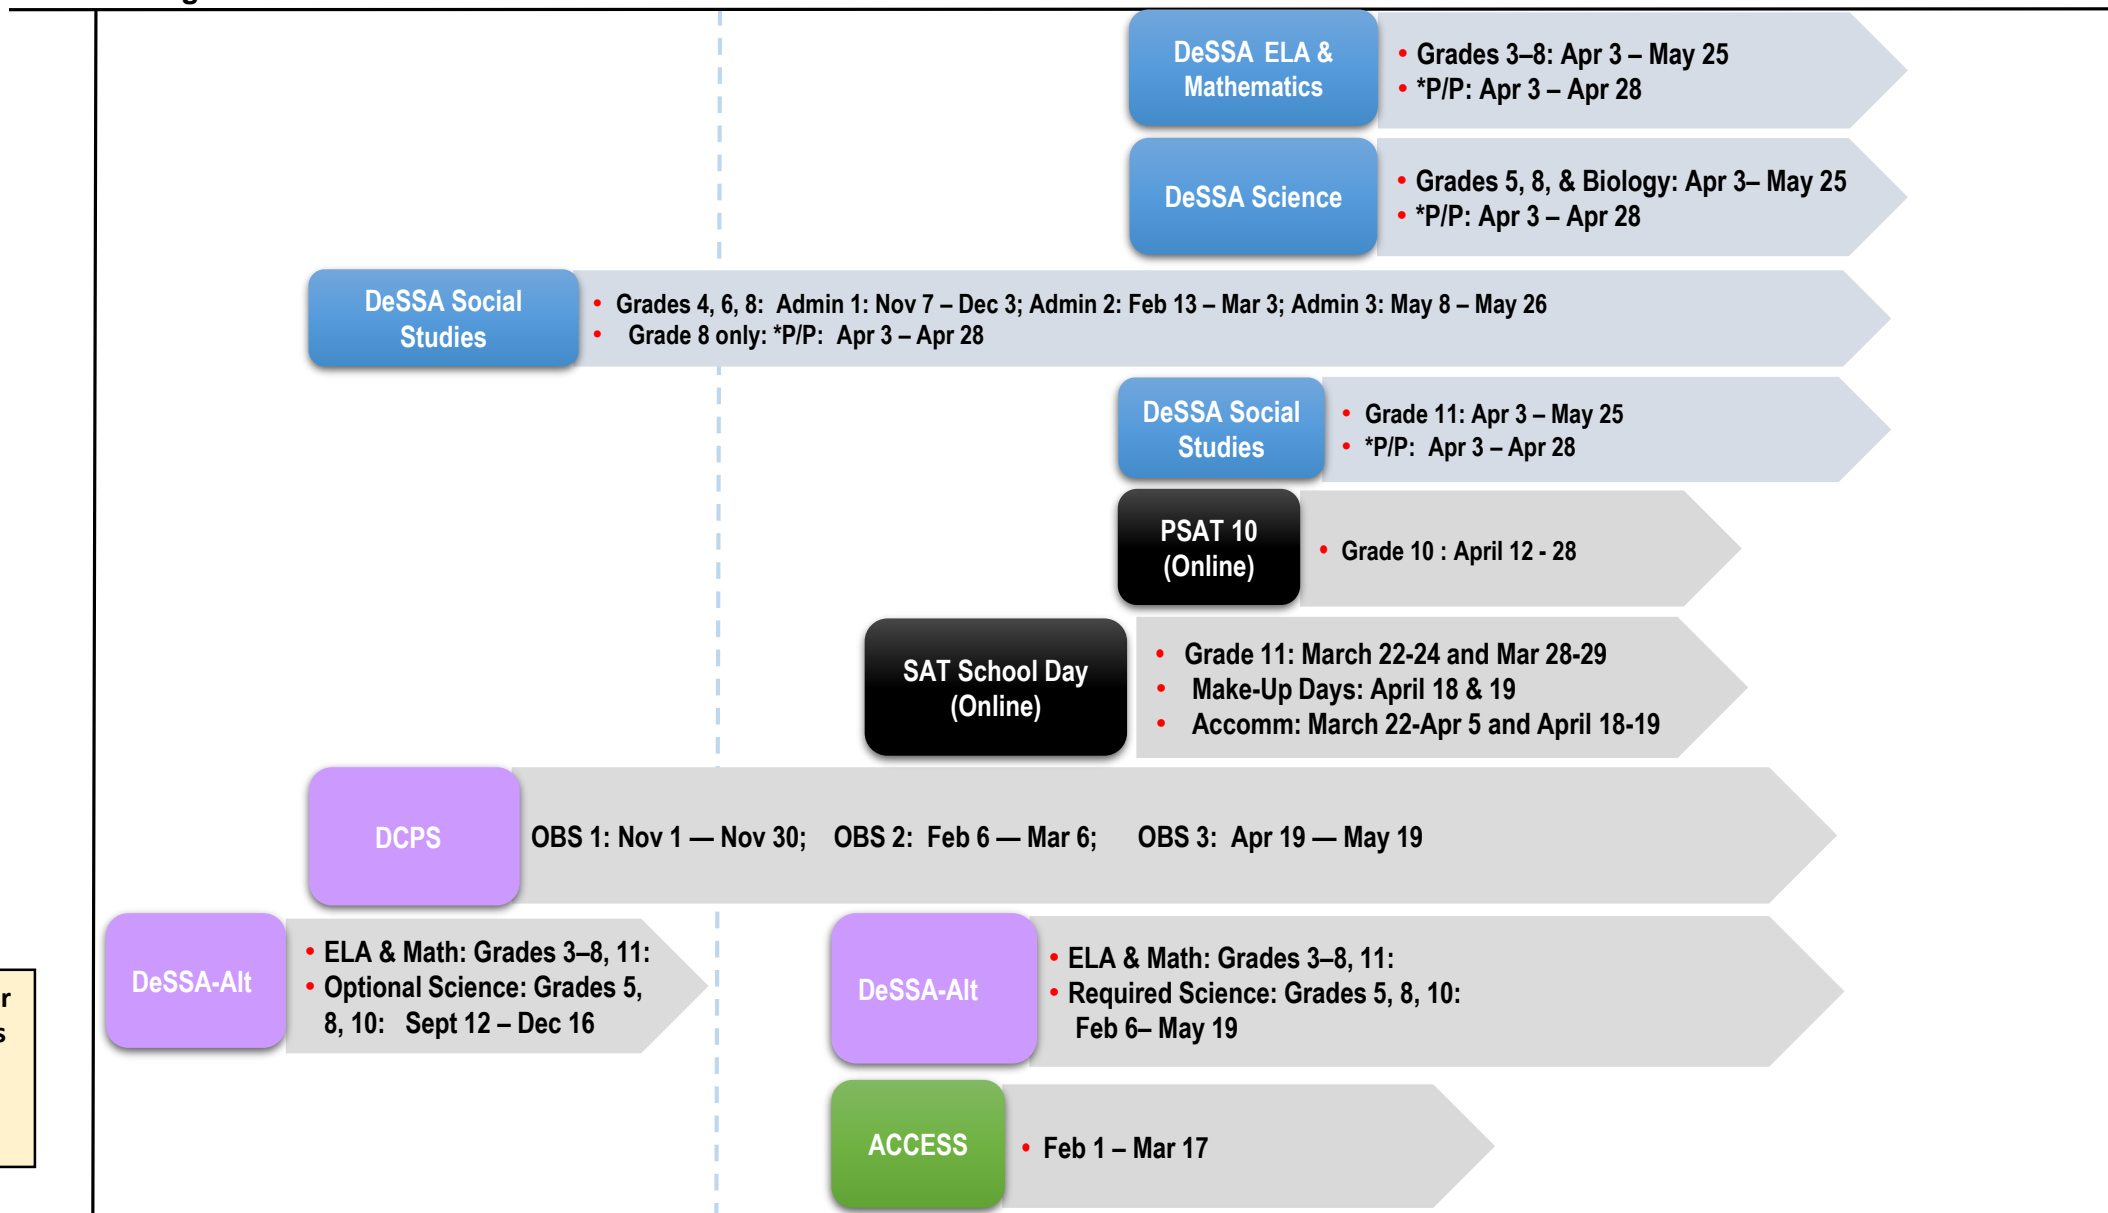 g
DeSSA ELA &
Mathematics
• Grades 3–8: Apr 3 – May 25
• *P/P: Apr 3 – Apr 28
DeSSA Science
• Grades 5, 8, & Biology: Apr 3– May 25
• *P/P: Apr 3 – Apr 28
DeSSA Social
Studies
• Grades 4, 6, 8: Admin 1: Nov 7 – Dec 3; Admin 2: Feb 13 – Mar 3; Admin 3: May 8 – May 26
• Grade 8 only: *P/P: Apr 3 – Apr 28
DeSSA Social
Studies
• Grade 11: Apr 3 – May 25
• *P/P: Apr 3 – Apr 28
PSAT 10
(Online)
• Grade 10 : April 12 - 28
SAT School Day
(Online)
• Grade 11: March 22-24 and Mar 28-29
• Make-Up Days: April 18 & 19
• Accomm: March 22-Apr 5 and April 18-19
DCPS
OBS 1: Nov 1 — Nov 30; OBS 2: Feb 6 — Mar 6; OBS 3: Apr 19 — May 19
DeSSA-Alt
• ELA & Math: Grades 3–8, 11:
• Optional Science: Grades 5,
8, 10: Sept 12 – Dec 16
DeSSA-Alt
• ELA & Math: Grades 3–8, 11:
• Required Science: Grades 5, 8, 10:
Feb 6– May 19
r
s
ACCESS
• Feb 1 – Mar 17